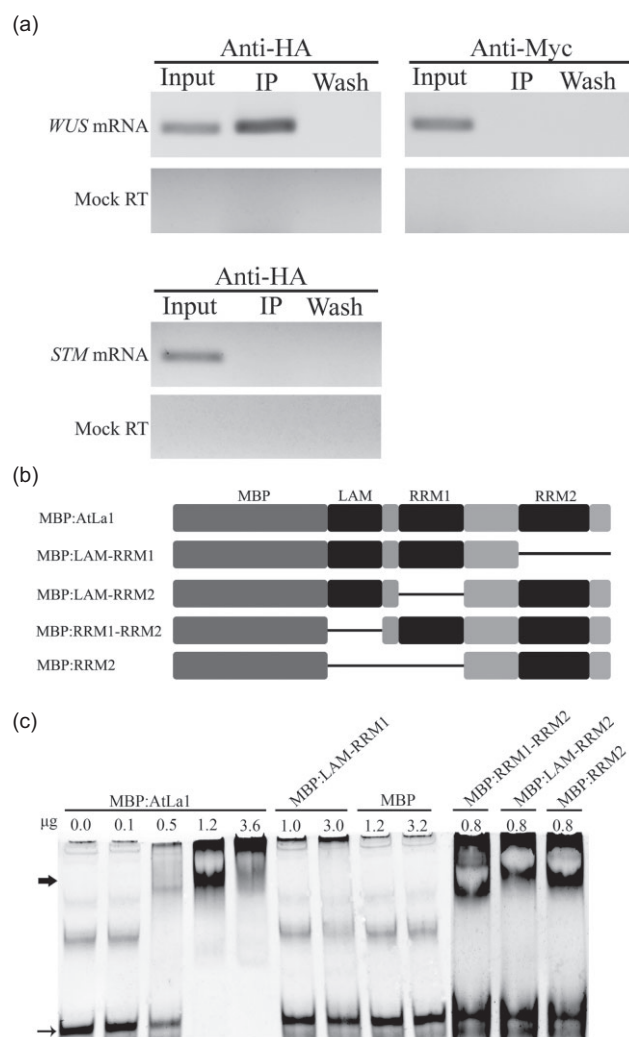 (a)
Anti-HA Anti-Myc
Input IP Wash Input IP Wash
WUS mRNA
Mock RT
Anti-HA
Input IP Wash
STM mRNA
Mock RT
(b)
MBP LAM RRM1 RRM2
MBP:AtLa1
MBP:LAM-RRM1
MBP:LAM-RRM2
MBP:RRM1-RRM2
MBP:RRM2
(c)
MBP:AtLa1 MBP:LAM-RRM1 MBP MBP:RRM1-RRM2 MBP:LAM-RRM2 MBP:RRM2
µg 0.0 0.1 0.5 1.2 3.6 1.0 3.0 1.2 3.2 0.8 0.8 0.8